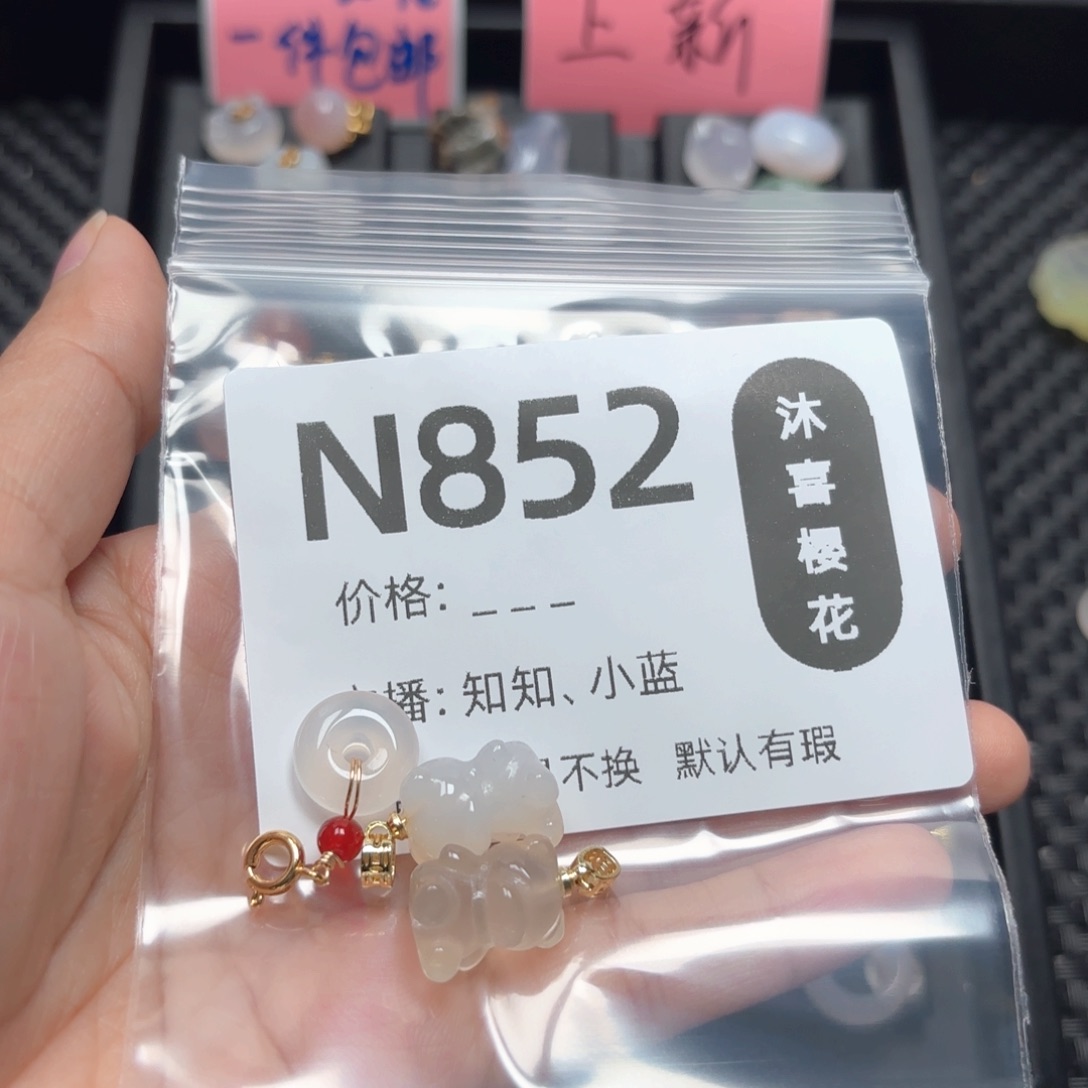 一件包邮
上新
N852
沐喜樱花
价格：_ _ _
播：知知、小蓝
不换 默认有瑕